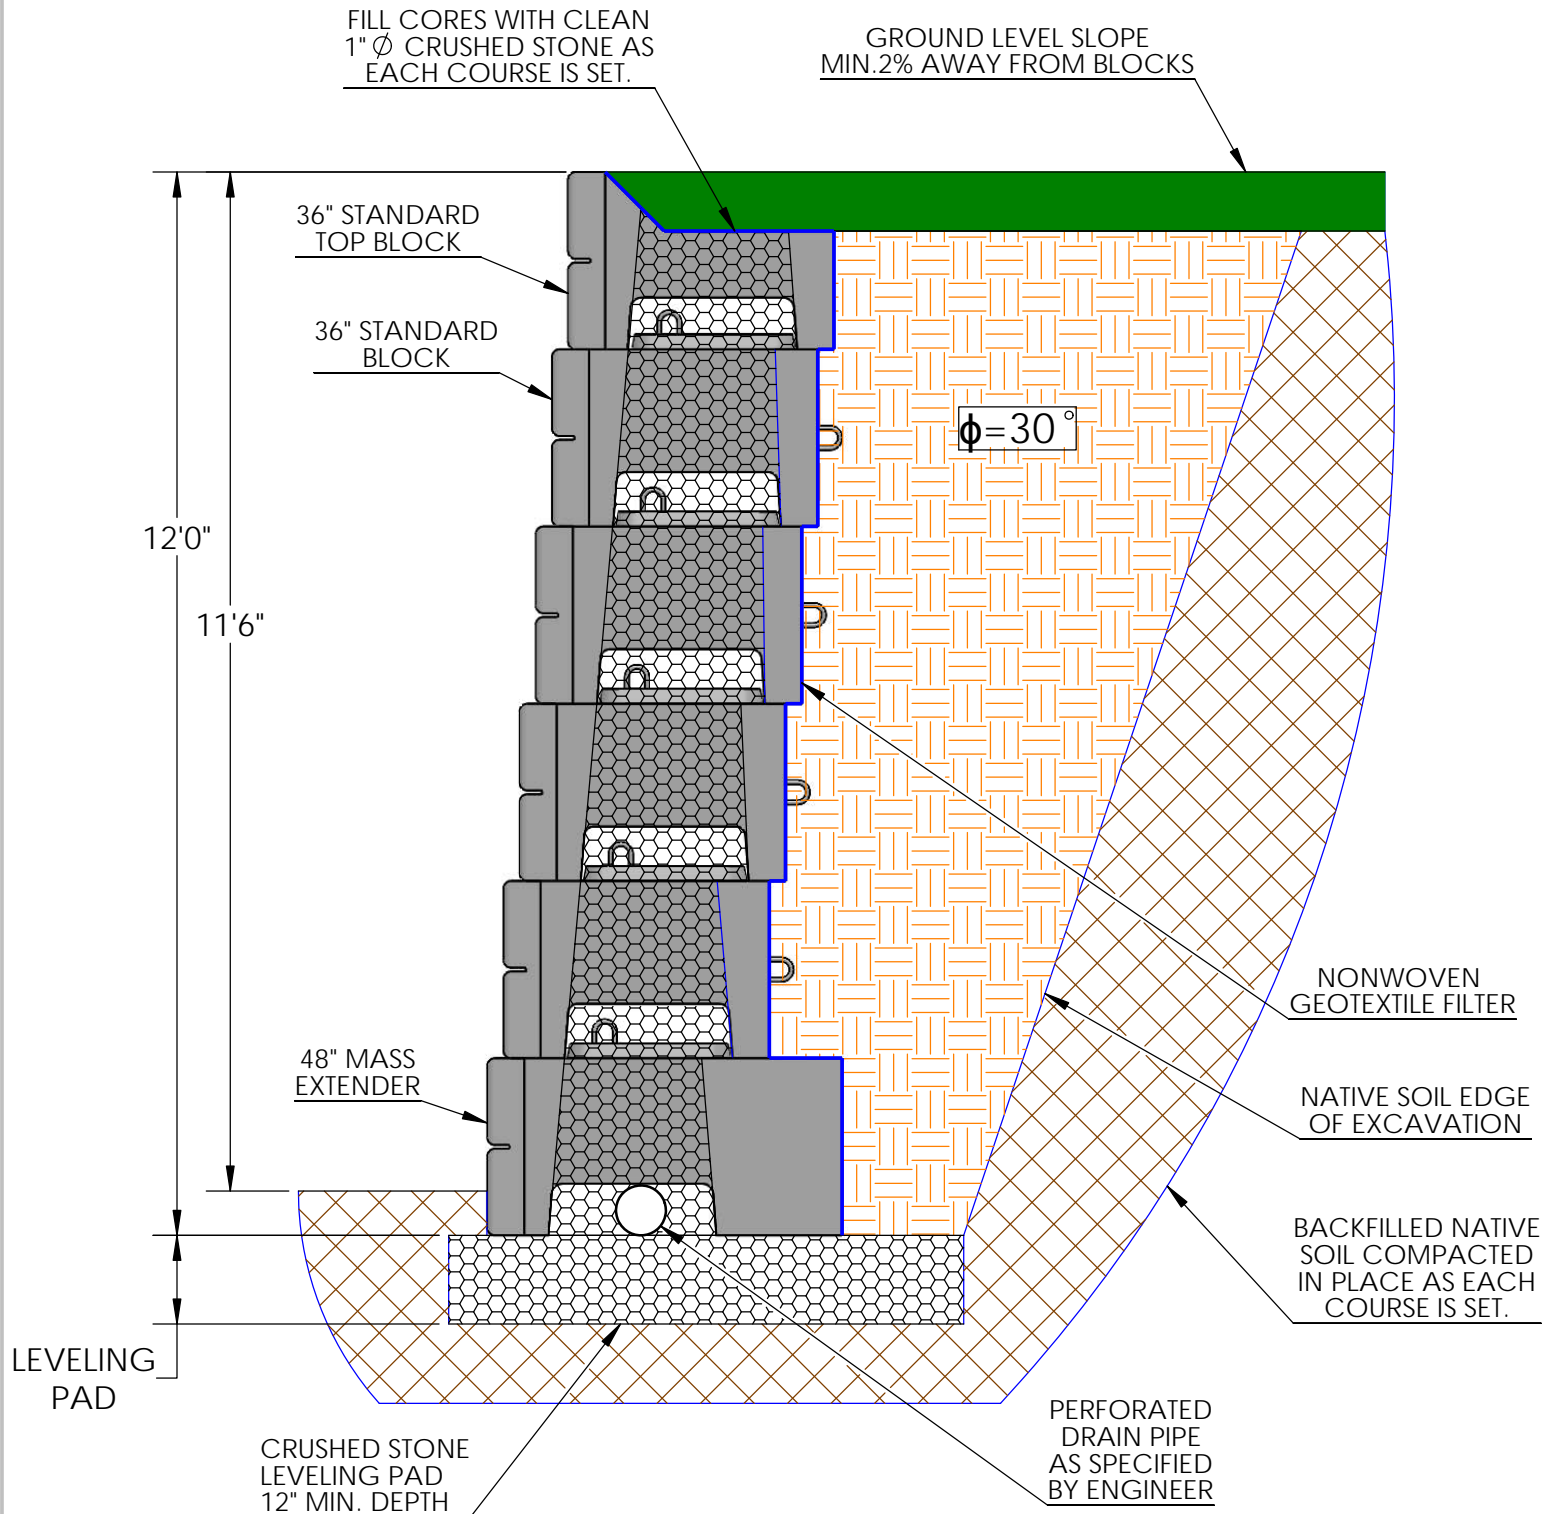 FILL CORES WITH CLEAN
1" Ø CRUSHED STONE AS
EACH COURSE IS SET.
GROUND LEVEL SLOPE
MIN.2% AWAY FROM BLOCKS
36" STANDARD
TOP BLOCK
36" STANDARD
BLOCK
ϕ=30°
12'0"
11'6"
NONWOVEN
GEOTEXTILE FILTER
48" MASS
EXTENDER
NATIVE SOIL EDGE
OF EXCAVATION
BACKFILLED NATIVE
SOIL COMPACTED
IN PLACE AS EACH
COURSE IS SET.
LEVELING
PAD
PERFORATED
DRAIN PIPE
AS SPECIFIED
BY ENGINEER
CRUSHED STONE
LEVELING PAD
12" MIN. DEPTH